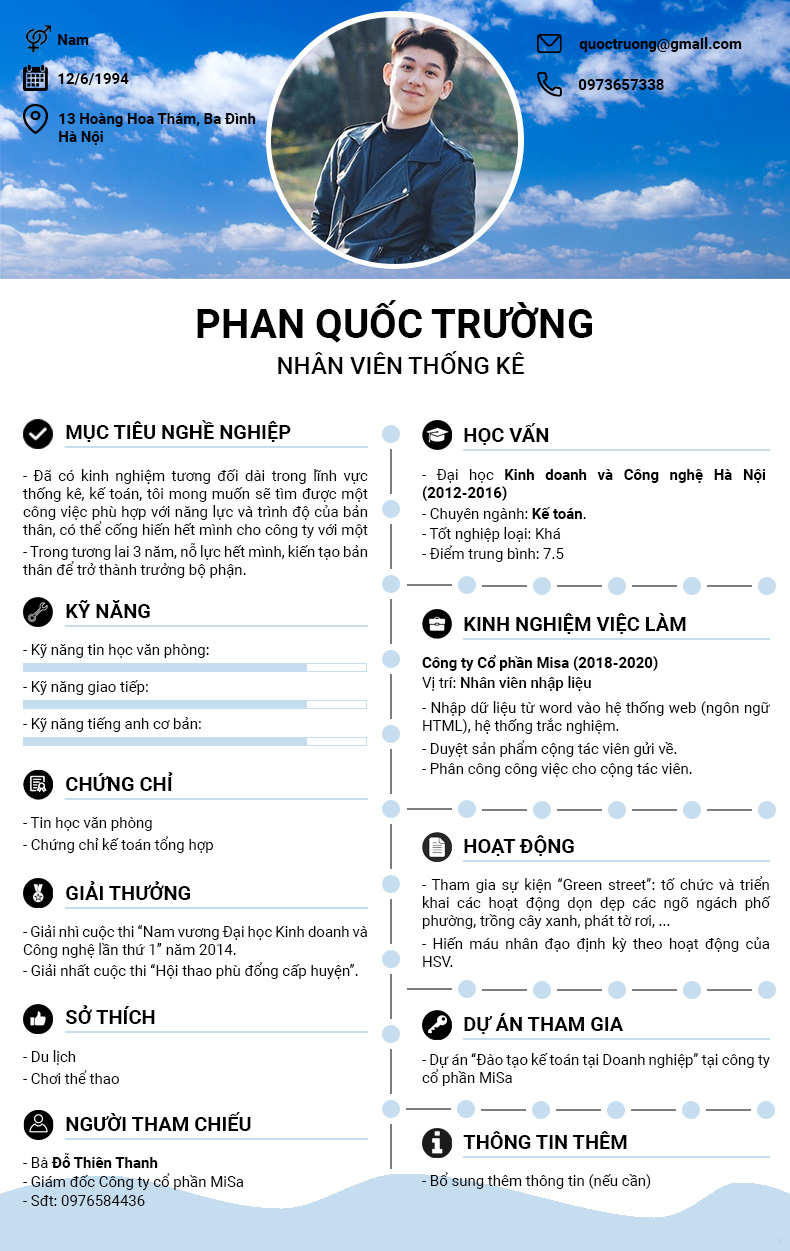 Nam
12/6/1994
13 Hoàng Hoa Thám, Ba Đình
Hà Nội
quoctruong@gmall.com
0973657338
PHAN QUỐC TRƯỜNG
NHÂN VIÊN THỐNG KÊ
MỤC TIÊU NGHỀ NGHIỆP
- Đã có kinh nghiệm tương đối dài trong lĩnh vực
thống kê, kế toán, tôi mong muốn sẽ tìm được một
công việc phù hợp với năng lực và trình độ của bản
thân, có thể cống hiến hết mình cho công ty với một
- Trong tương lai 3 năm, nỗ lực hết mình, kiến tạo bản
thân để trở thành trưởng bộ phận.
KỸ NĂNG
- Kỹ năng tin học văn phòng:
- Kỹ năng giao tiếp:
- Kỹ năng tiếng anh cơ bản:
CHỨNG CHỈ
- Tin học văn phòng
- Chứng chỉ kế toán tổng hợp
GIẢI THƯỞNG
- Giải nhì cuộc thi “Nam vương Đại học Kinh doanh và
Công nghệ lần thứ 1” năm 2014.
- Giải nhất cuộc thi “Hội thao phù đổng cấp huyện”.
SỞ THÍCH
- Du lịch
- Chơi thể thao
NGƯỜI THAM CHIẾU
- Bà Đỗ Thiên Thanh
- Giám đốc Công ty cổ phần MiSa
- Sđt: 0976584436
HỌC VẤN
- Đại học Kinh doanh và Công nghệ Hà Nội
(2012-2016)
- Chuyên ngành: Kế toán.
- Tốt nghiệp loại: Khá
- Điểm trung bình: 7.5
KINH NGHIỆM VIỆC LÀM
Công ty Cổ phần Misa (2018-2020)
Vị trí: Nhân viên nhập liệu
- Nhập dữ liệu từ word vào hệ thống web (ngôn ngữ
HTML), hệ thống trắc nghiệm.
- Duyệt sản phẩm cộng tác viên gửi về.
- Phân công công việc cho cộng tác viên.
HOẠT ĐỘNG
- Tham gia sự kiện “Green street”: tố chức và triển
khai các hoạt động dọn dẹp các ngõ ngách phố
phường, trồng cây xanh, phát tờ rơi, ...
- Hiến máu nhân đạo định kỳ theo hoạt động của
HSV.
DỰ ÁN THAM GIA
- Dự án “Đào tạo kế toán tại Doanh nghiệp” tại công ty
cổ phần MiSa
THÔNG TIN THÊM
- Bổ sung thêm thông tin (nếu cần)